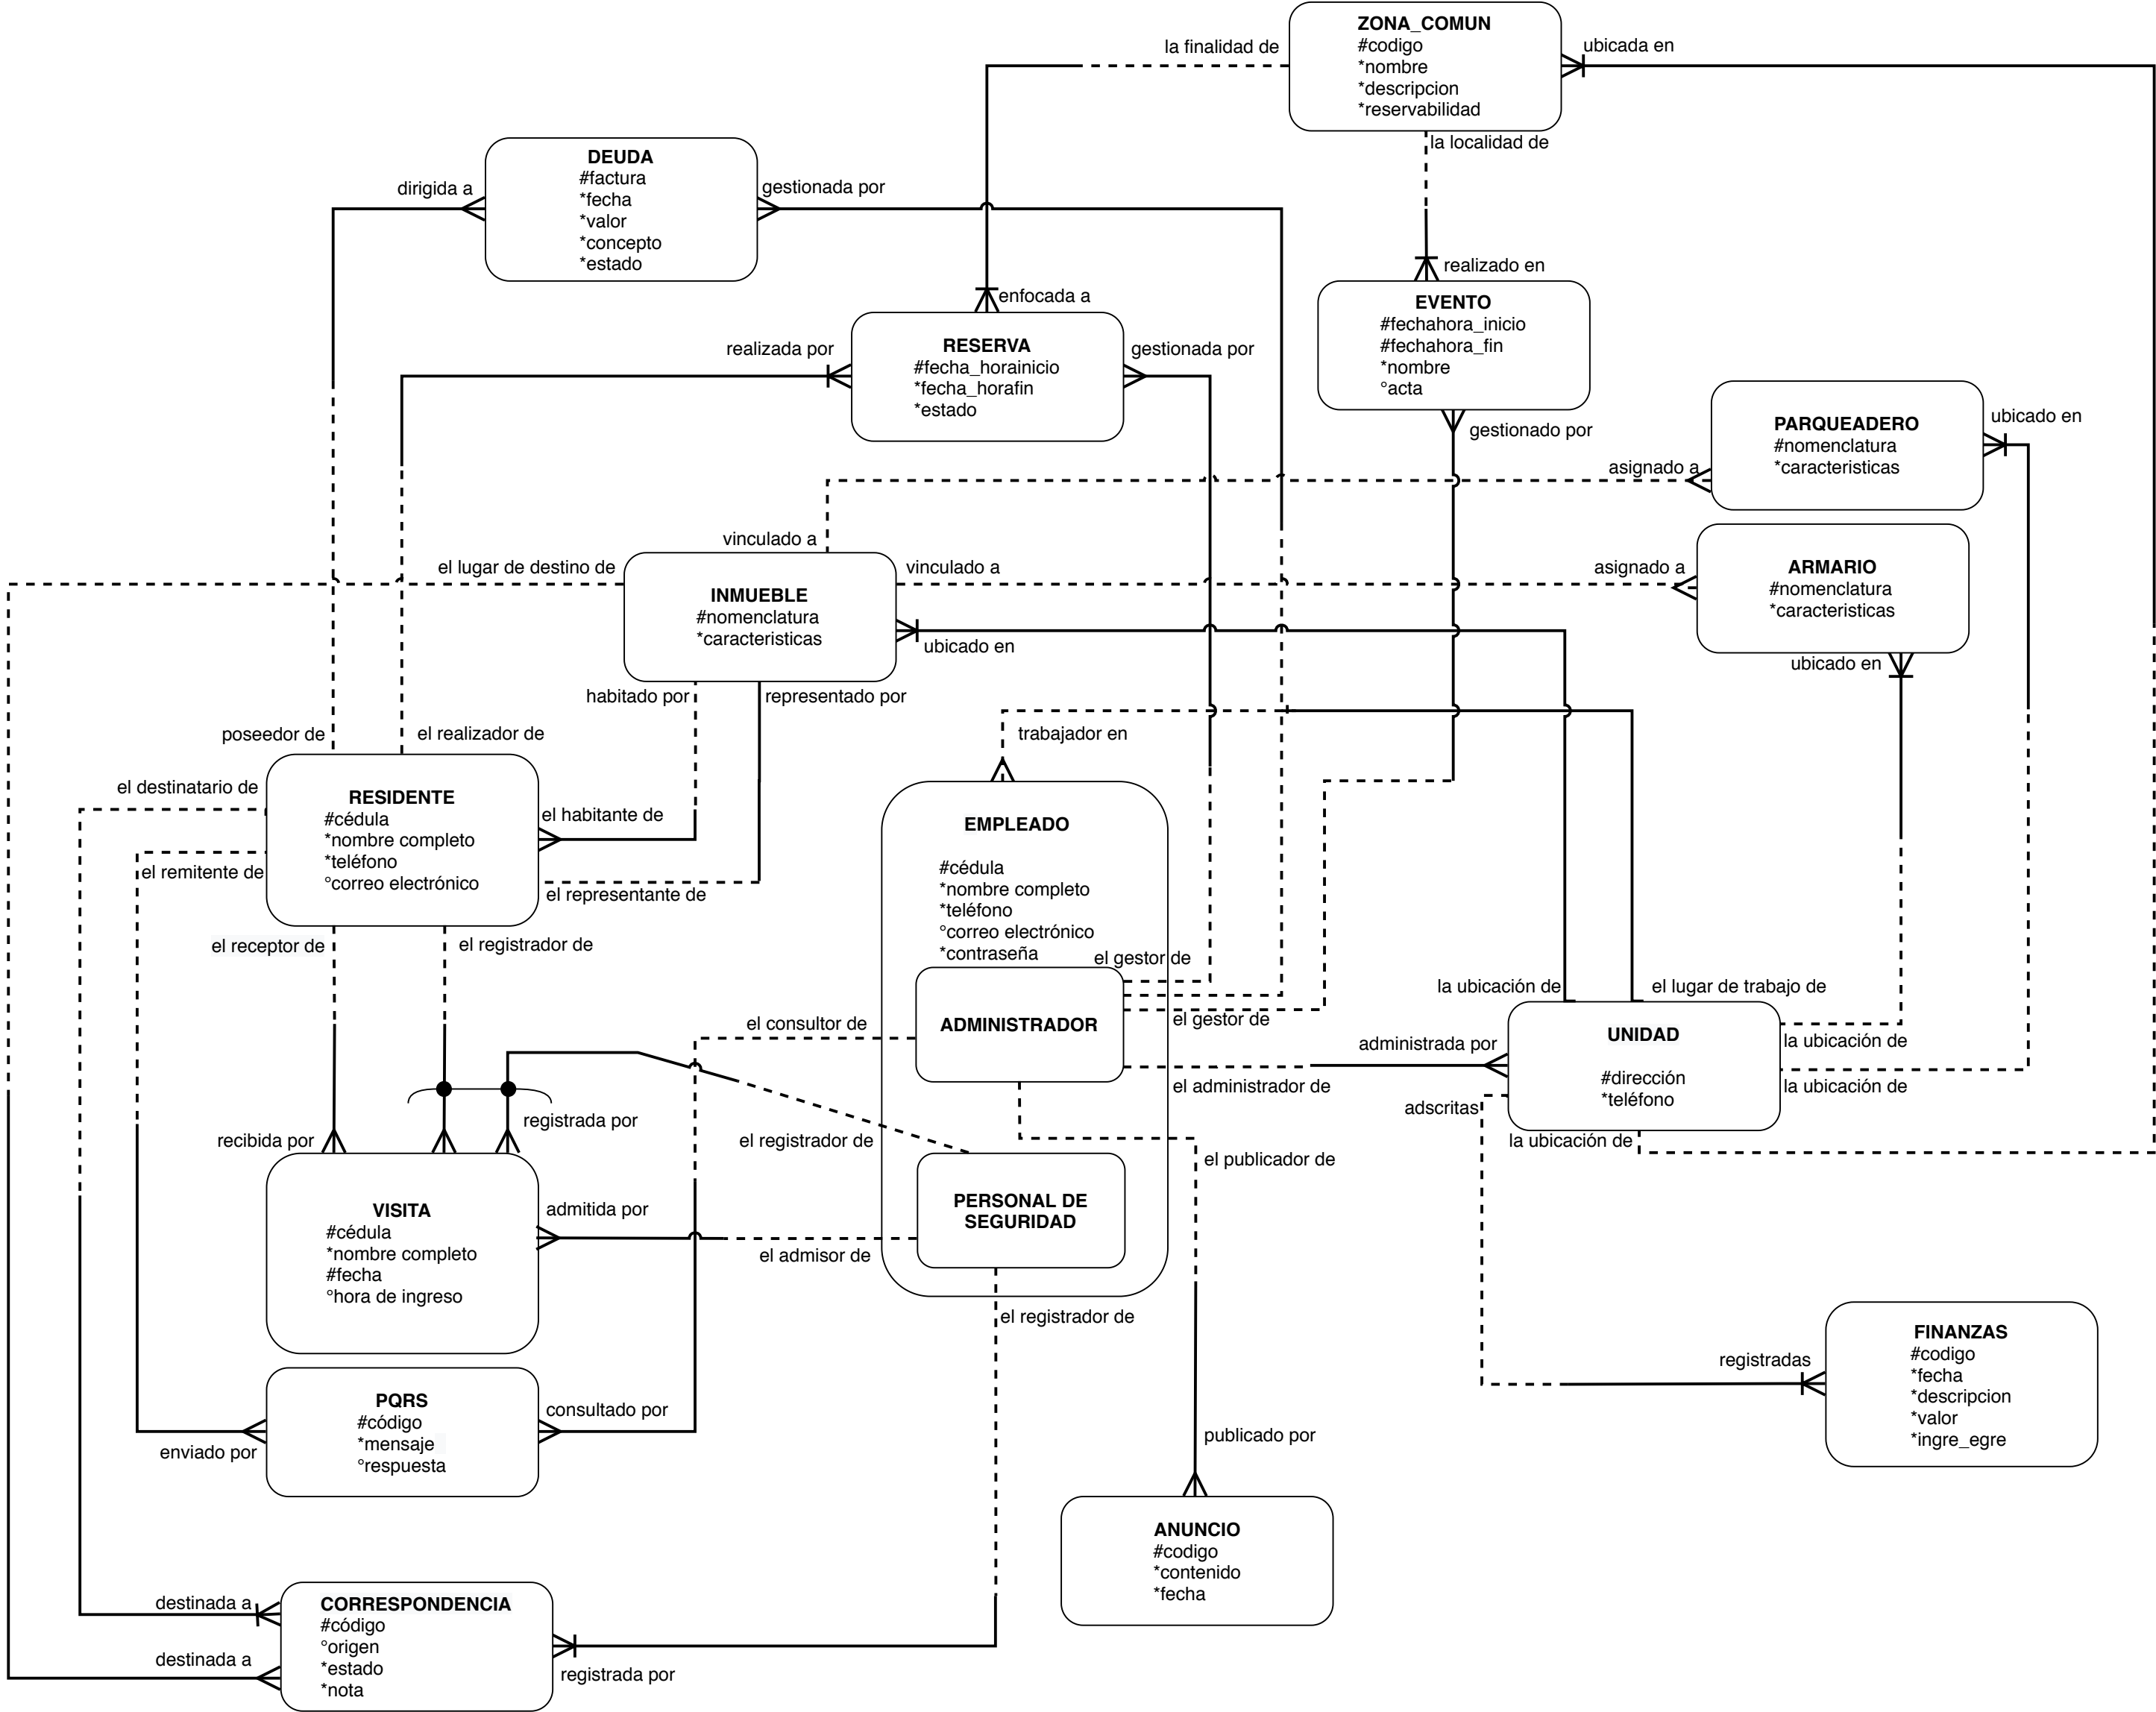 ZONA_COMUN
#codigo
*nombre
*descripcion
*reservabilidad
la finalidad de
ubicada en
la localidad de
DEUDA
#factura
*fecha
*valor
*concepto
*estado
dirigida a
gestionada por
realizado en
EVENTO
#fechahora_inicio
#fechahora_fin
*nombre
°acta
gestionado por
enfocada a
RESERVA
#fecha_horainicio
*fecha_horafin
*estado
realizada por
gestionada por
PARQUEADERO
#nomenclatura
*caracteristicas
ubicado en
asignado a
vinculado a
el lugar de destino de
vinculado a
INMUEBLE
#nomenclatura
*caracteristicas
ubicado en
habitado por
representado por
asignado a
ARMARIO
#nomenclatura
*caracteristicas
ubicado en
poseedor de
el realizador de
trabajador en
el destinatario de
RESIDENTE
#cédula
*nombre completo
*teléfono
°correo electrónico
el habitante de
el remitente de
el representante de
el receptor de
el registrador de
EMPLEADO
#cédula
*nombre completo
*teléfono
°correo electrónico
*contraseña
el gestor de
ADMINISTRADOR
el gestor de
el consultor de
el administrador de
administrada por
la ubicación de
el lugar de trabajo de
UNIDAD
#dirección
*teléfono
la ubicación de
la ubicación de
adscritas
la ubicación de
registrada por
recibida por
el registrador de
el publicador de
PERSONAL DE
SEGURIDAD
VISITA
#cédula
*nombre completo
#fecha
°hora de ingreso
admitida por
el admisor de
el registrador de
FINANZAS
#codigo
*fecha
*descripcion
*valor
*ingre_egre
registradas
PQRS
#código
*mensaje
°respuesta
consultado por
enviado por
publicado por
ANUNCIO
#codigo
*contenido
*fecha
destinada a
CORRESPONDENCIA
#código
°origen
*estado
*nota
destinada a
registrada por